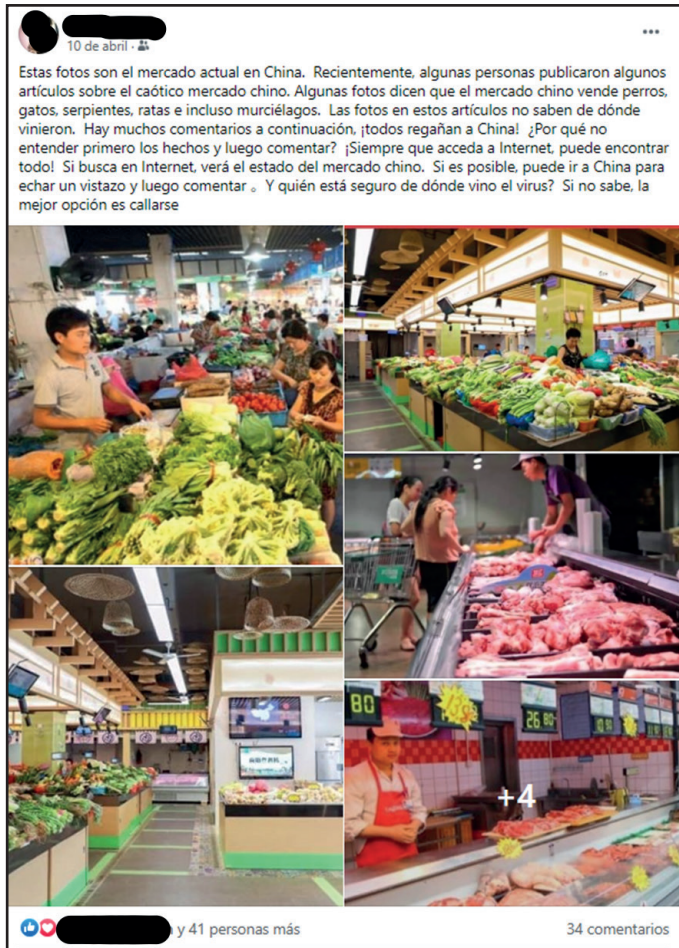 10 de abril ·
Estas fotos son el mercado actual en China. Recientemente, algunas personas publicaron algunos
artículos sobre el caótico mercado chino. Algunas fotos dicen que el mercado chino vende perros,
gatos, serpientes, ratas e incluso murciélagos. Las fotos en estos artículos no saben de dónde
vinieron. Hay muchos comentarios a continuación, ¡todos regañan a China! ¿Por qué no
entender primero los hechos y luego comentar? ¡Siempre que acceda a Internet, puede encontrar
todo! Si busca en Internet, verá el estado del mercado chino. Si es posible, puede ir a China para
echar un vistazo y luego comentar 。 Y quién está seguro de dónde vino el virus? Si no sabe, la
mejor opción es callarse
80
26.80
+4
y 41 personas más
34 comentarios